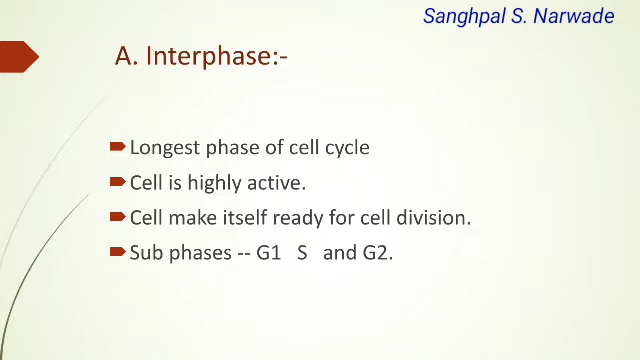 Sanghpal S. Narwade
A. Interphase:-
Longest phase of cell cycle
Cell is highly active.
Cell make itself ready for cell division.
Sub phases -- G1 S and G2.